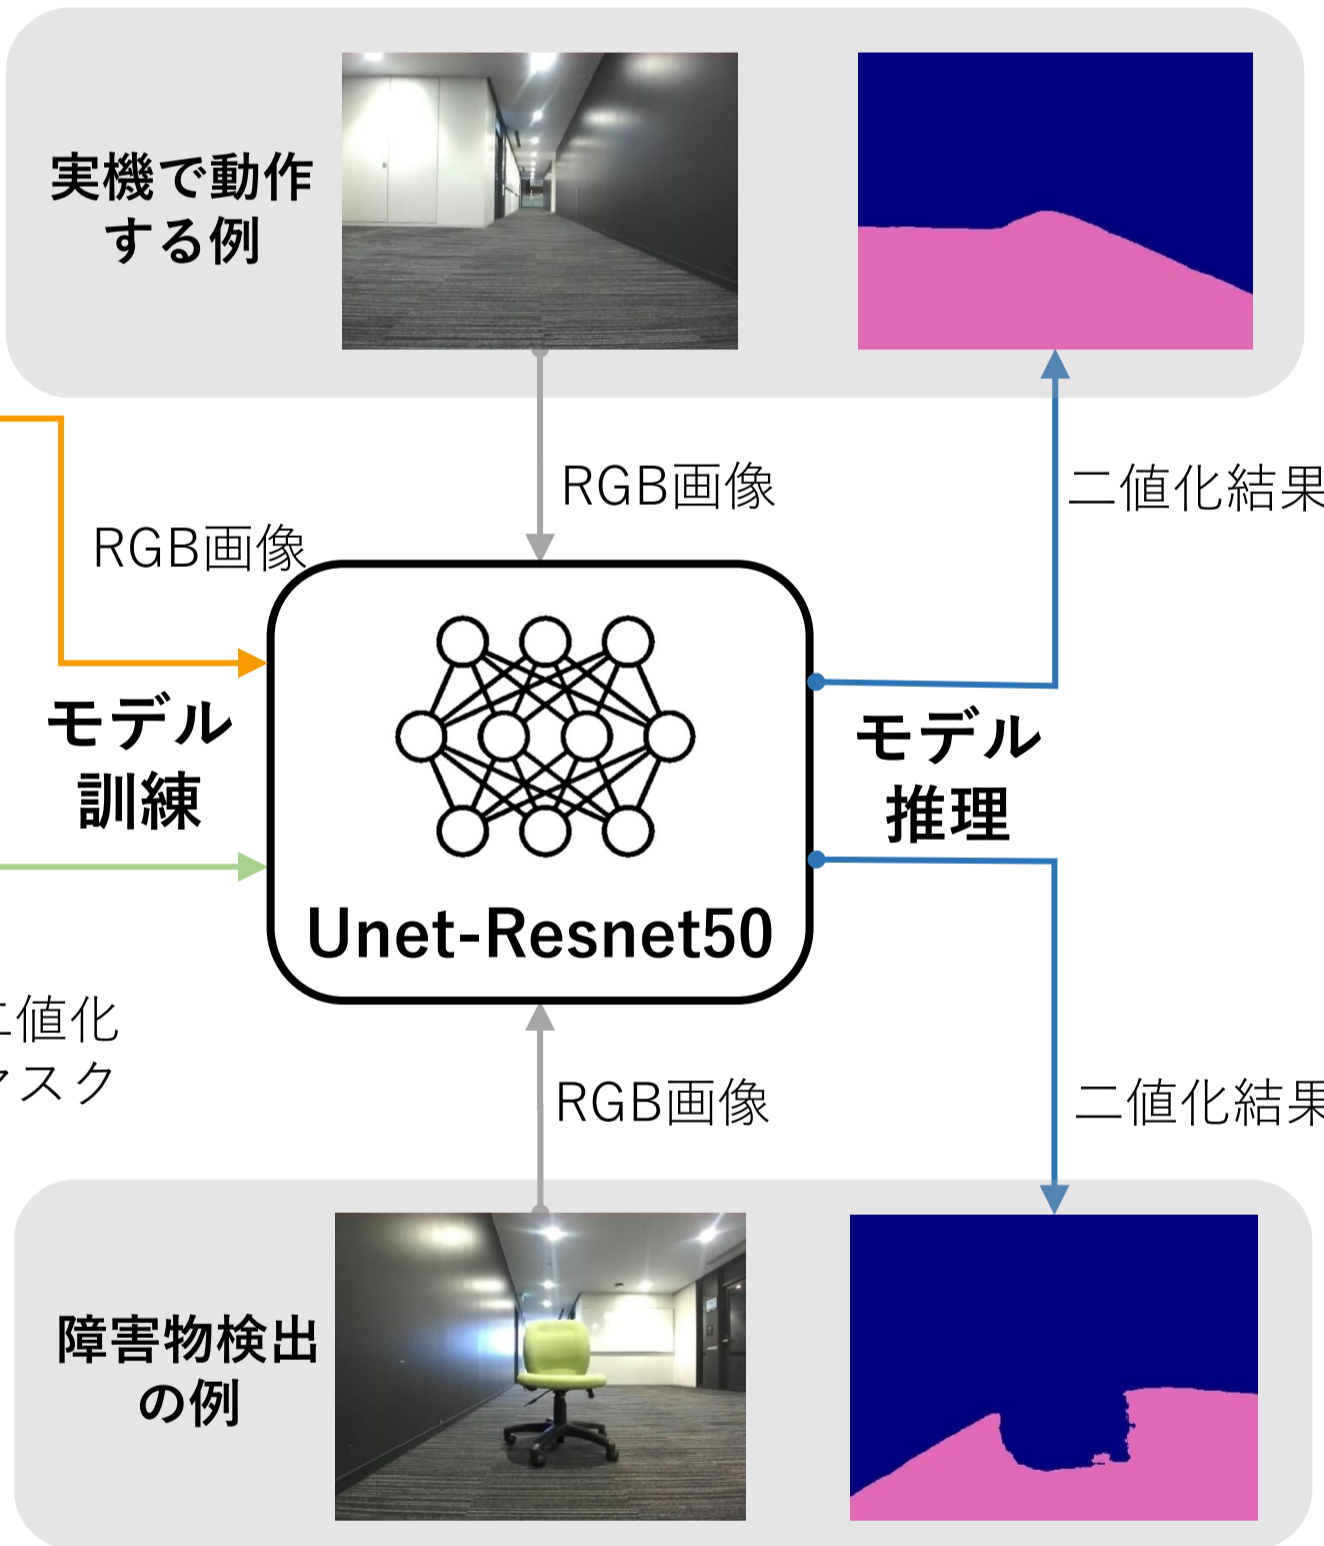 実機で動作
する例
RGB画像
二値化結果
RGB画像
モデル
訓練
モデル
推理
Unet-Resnet50
二値化
マスク
RGB画像
二値化結果
障害物検出
の例